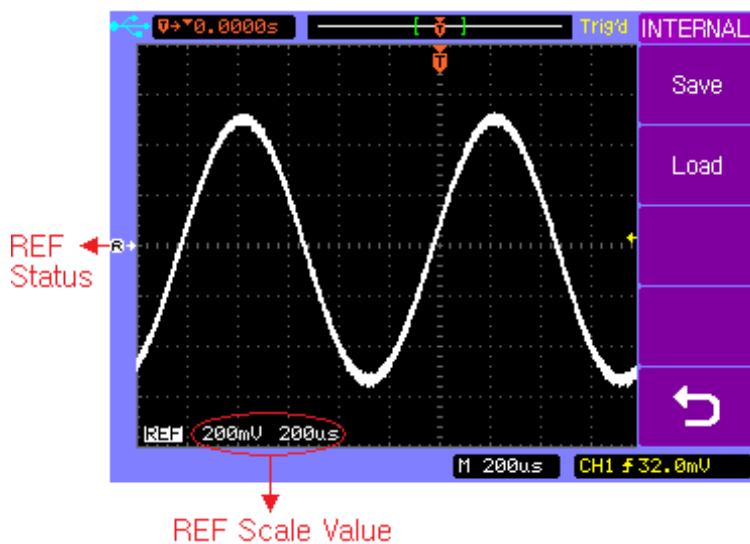 T→▼0.0000s
[ T ]
Trig'd
INTERNAL
T
Save
Load
REF
Status
R
REF 200mV 200us
M 200us
CH1 32.0mV
REF Scale Value